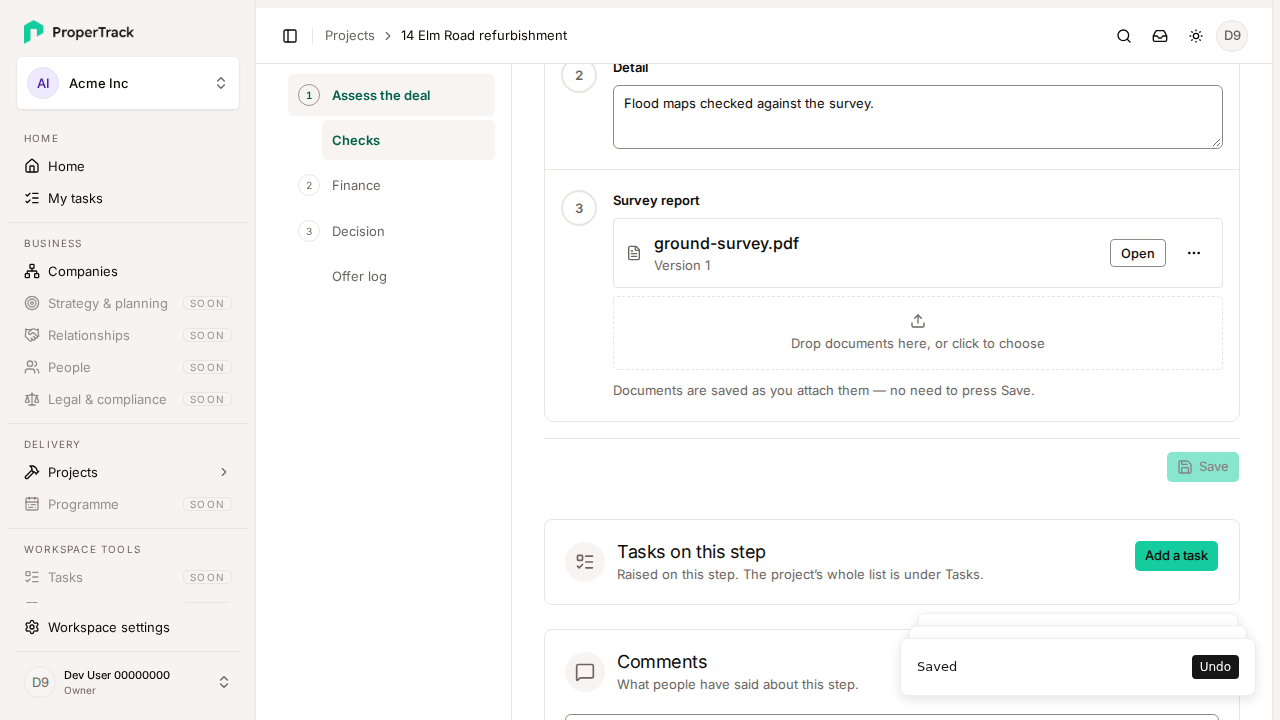 ProperTrack
AI
Acme Inc
HOME
Home
My tasks
BUSINESS
Companies
Strategy & planning SOON
Relationships SOON
People SOON
Legal & compliance SOON
DELIVERY
Projects
Programme SOON
WORKSPACE TOOLS
Tasks SOON
Workspace settings
D9
Dev User 00000000
Owner
Projects
14 Elm Road refurbishment
D9
1 Assess the deal
Checks
2 Finance
3 Decision
Offer log
2 Detail
Flood maps checked against the survey.
3 Survey report
ground-survey.pdf
Version 1
Open
Drop documents here, or click to choose
Documents are saved as you attach them — no need to press Save.
Save
Tasks on this step
Raised on this step. The project’s whole list is under Tasks.
Add a task
Comments
What people have said about this step.
Saved
Undo